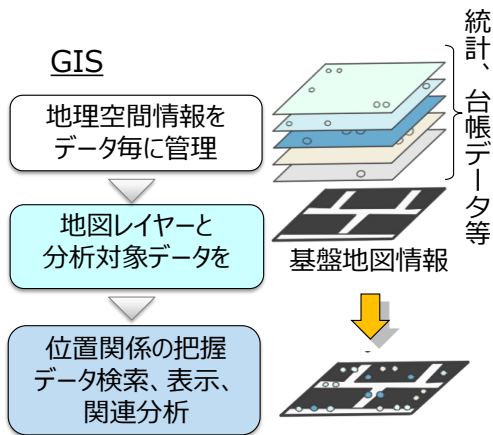 GIS
地理空間情報を
データ毎に管理
地図レイヤーと
分析対象データを
位置関係の把握
データ検索、表示、
関連分析
統計、台帳データ等
基盤地図情報